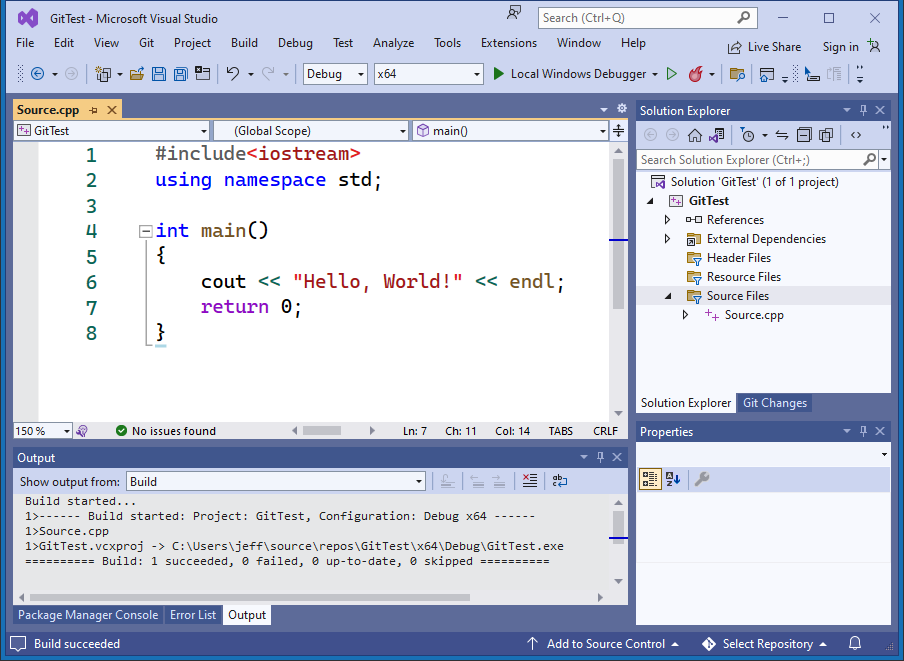 GitTest - Microsoft Visual Studio
Search (Ctrl+Q)
File Edit View Git Project Build Debug Test Analyze Tools Extensions Window Help
Live Share Sign in
Debug x64 Local Windows Debugger
Source.cpp
GitTest (Global Scope) main()
1 #include<iostream>
2 using namespace std;
3
4 int main()
5 {
6 cout << "Hello, World!" << endl;
7 return 0;
8 }
150 % No issues found Ln: 7 Ch: 11 Col: 14 TABS CRLF
Output
Show output from: Build
Build started...
1>------ Build started: Project: GitTest, Configuration: Debug x64 ------
1>Source.cpp
1>GitTest.vcxproj -> C:\Users\jeff\source\repos\GitTest\x64\Debug\GitTest.exe
========== Build: 1 succeeded, 0 failed, 0 up-to-date, 0 skipped ==========
Package Manager Console Error List Output
Solution Explorer
Search Solution Explorer (Ctrl+;)
Solution 'GitTest' (1 of 1 project)
GitTest
References
External Dependencies
Header Files
Resource Files
Source Files
Source.cpp
Solution Explorer Git Changes
Properties
Build succeeded Add to Source Control Select Repository